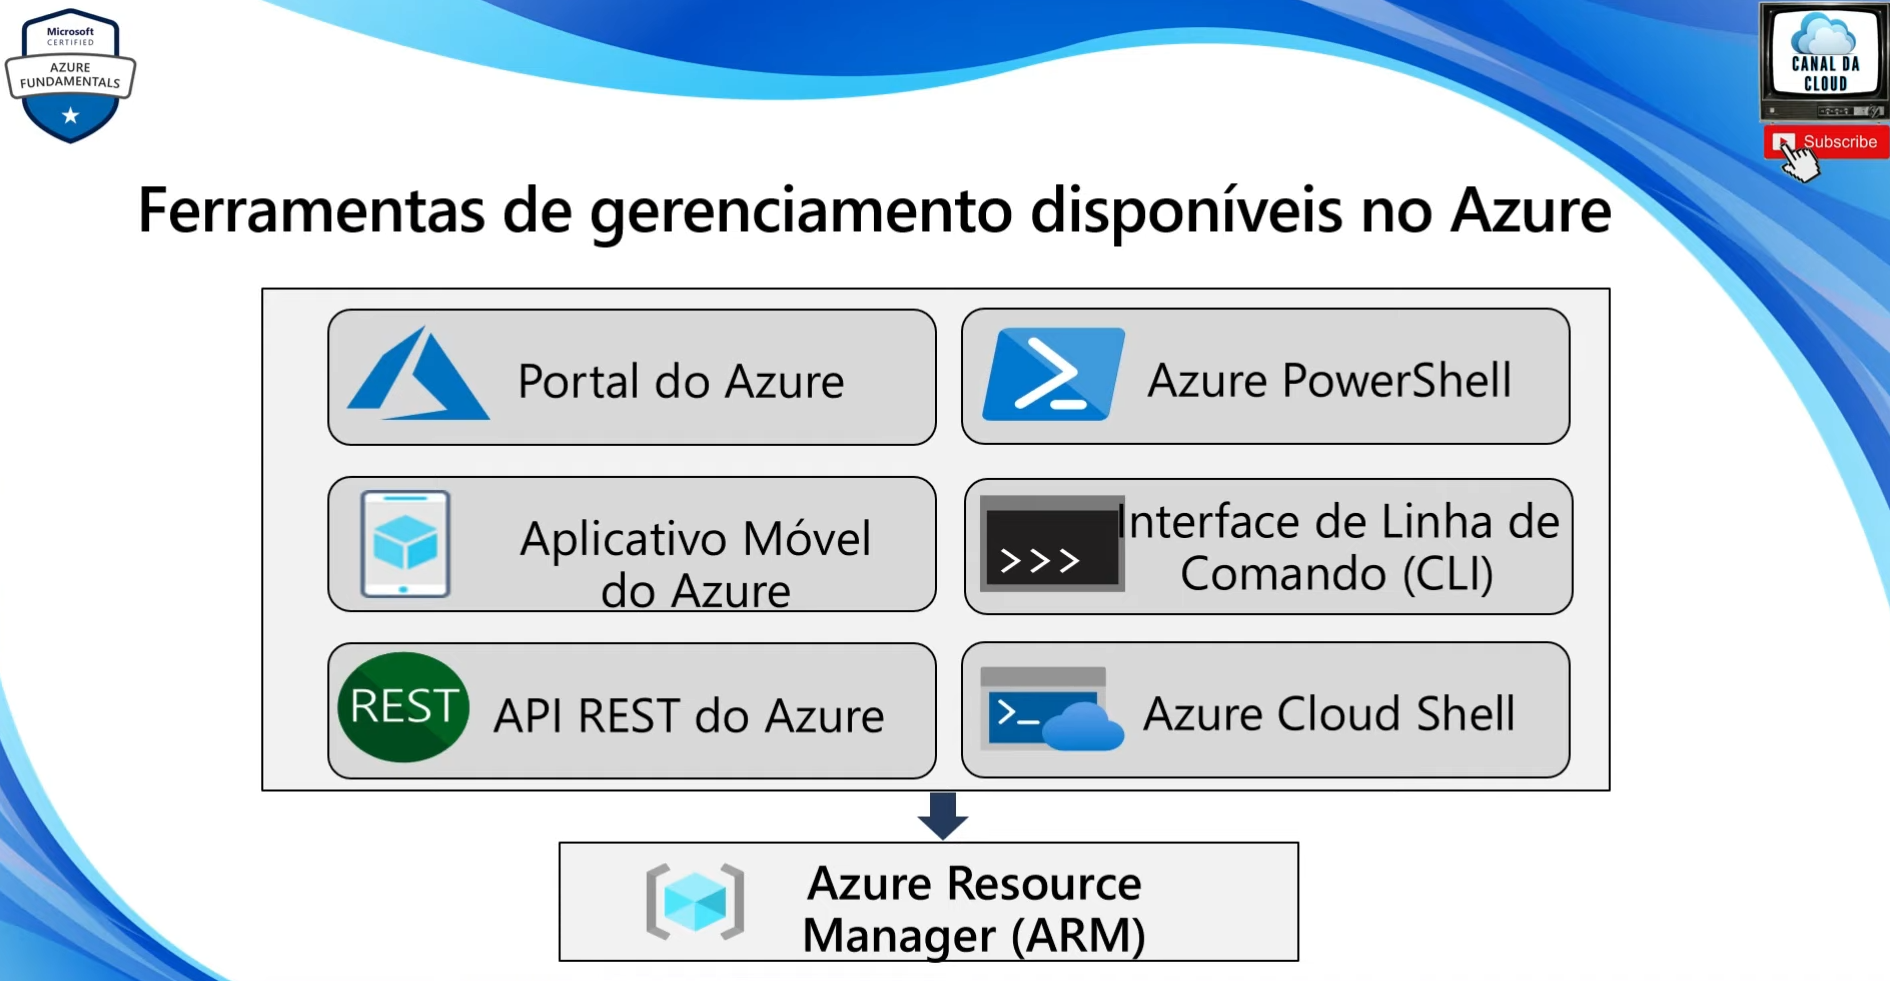 Microsoft
CERTIFIED
AZURE
FUNDAMENTALS
CANAL DA
CLOUD
Subscribe
Ferramentas de gerenciamento disponíveis no Azure
Portal do Azure
Azure PowerShell
Aplicativo Móvel
do Azure
>>>
Interface de Linha de
Comando (CLI)
REST
API REST do Azure
>_
Azure Cloud Shell
Azure Resource
Manager (ARM)